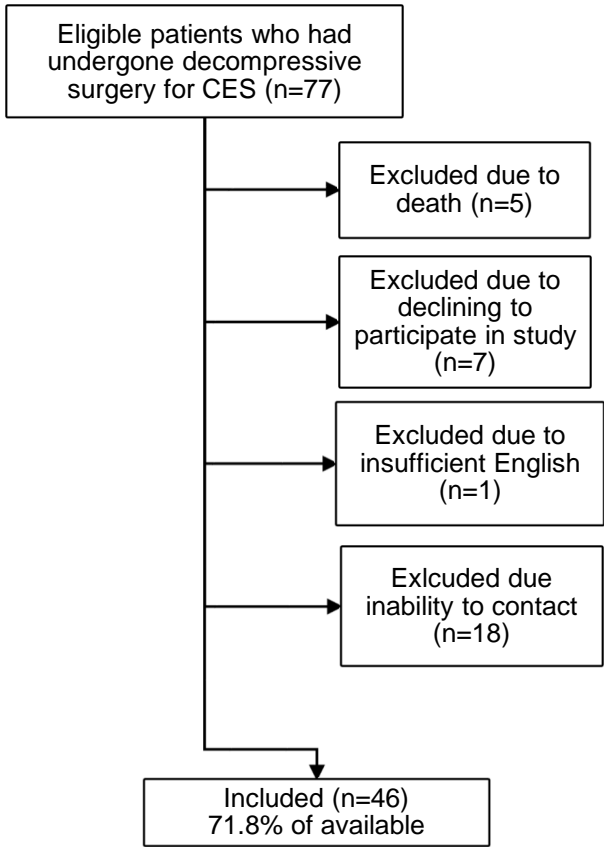 Eligible patients who had
undergone decompressive
surgery for CES (n=77)
Excluded due to
death (n=5)
Excluded due to
declining to
participate in study
(n=7)
Excluded due to
insufficient English
(n=1)
Exlcuded due
inability to contact
(n=18)
Included (n=46)
71.8% of available